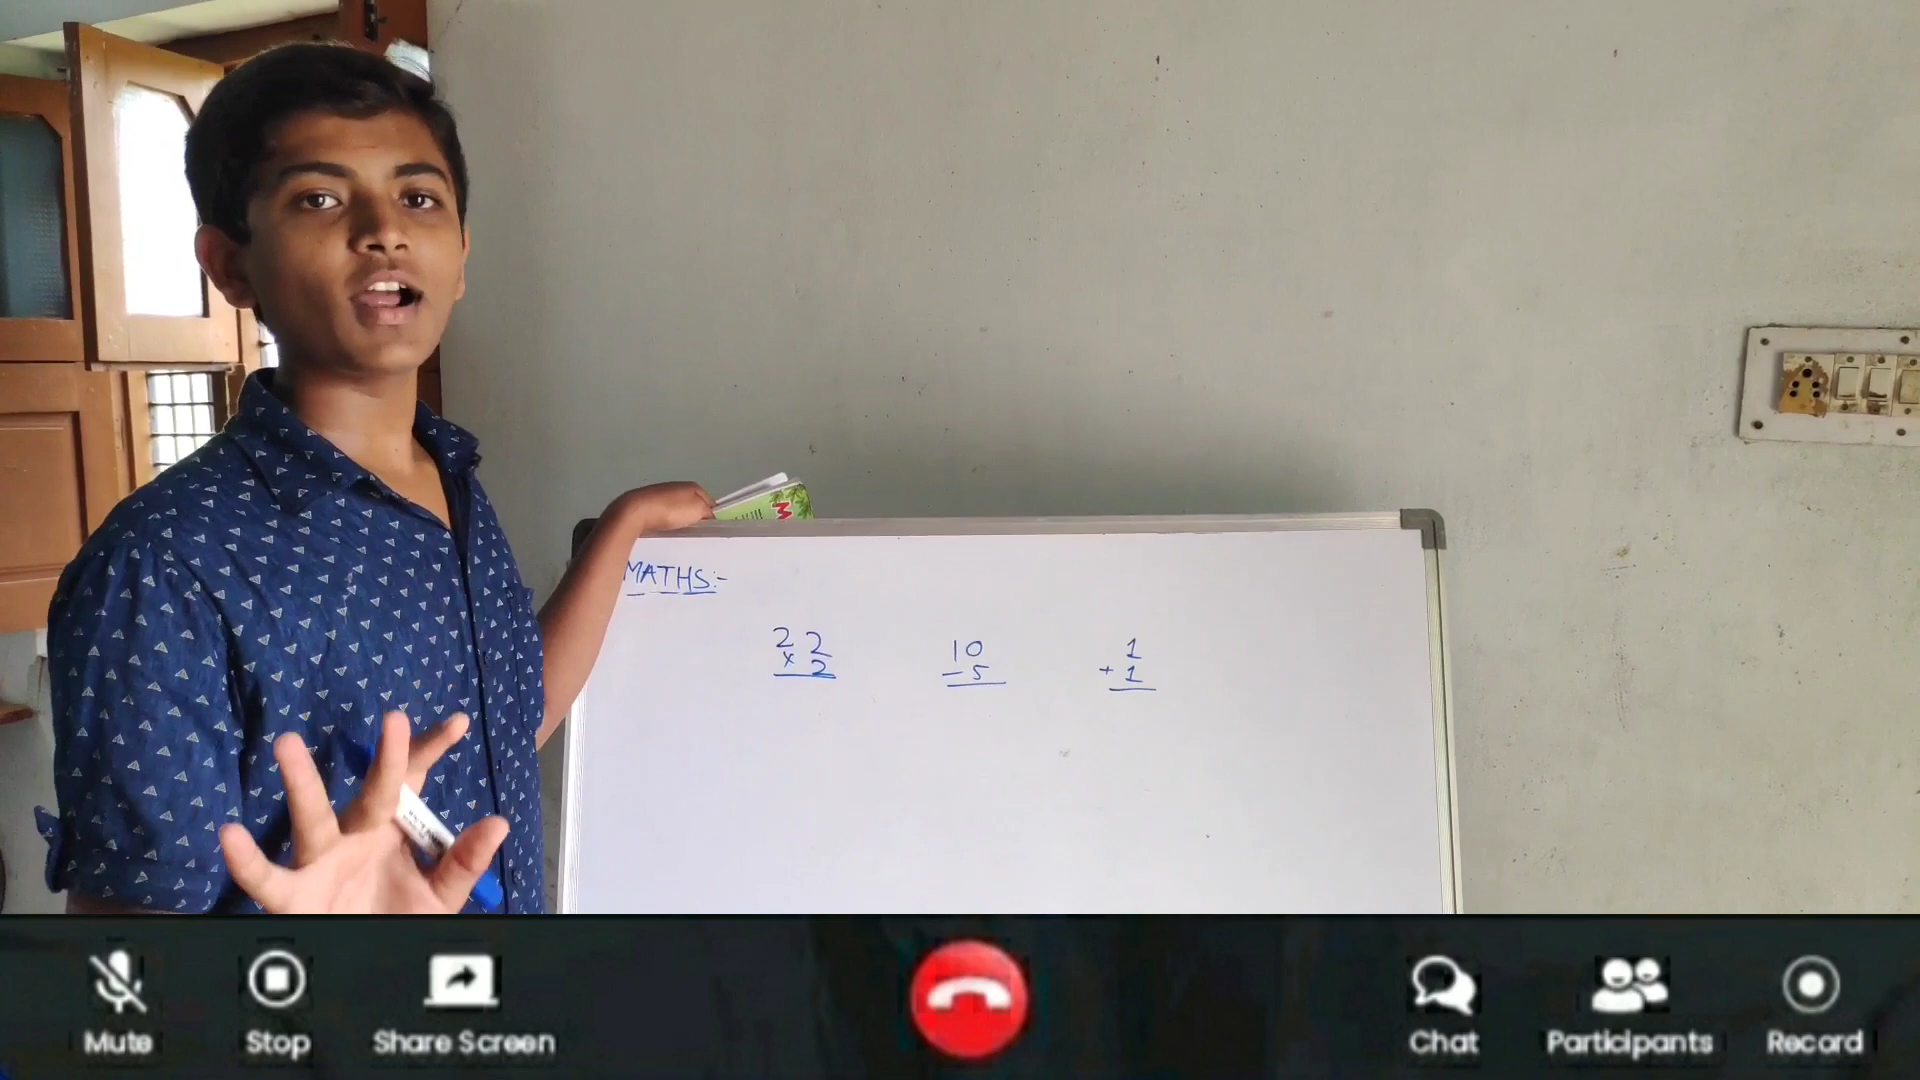 M
MATHS:-
22 10 1
× 2 - 5 + 1
Mute Stop Share Screen Chat Participants Record